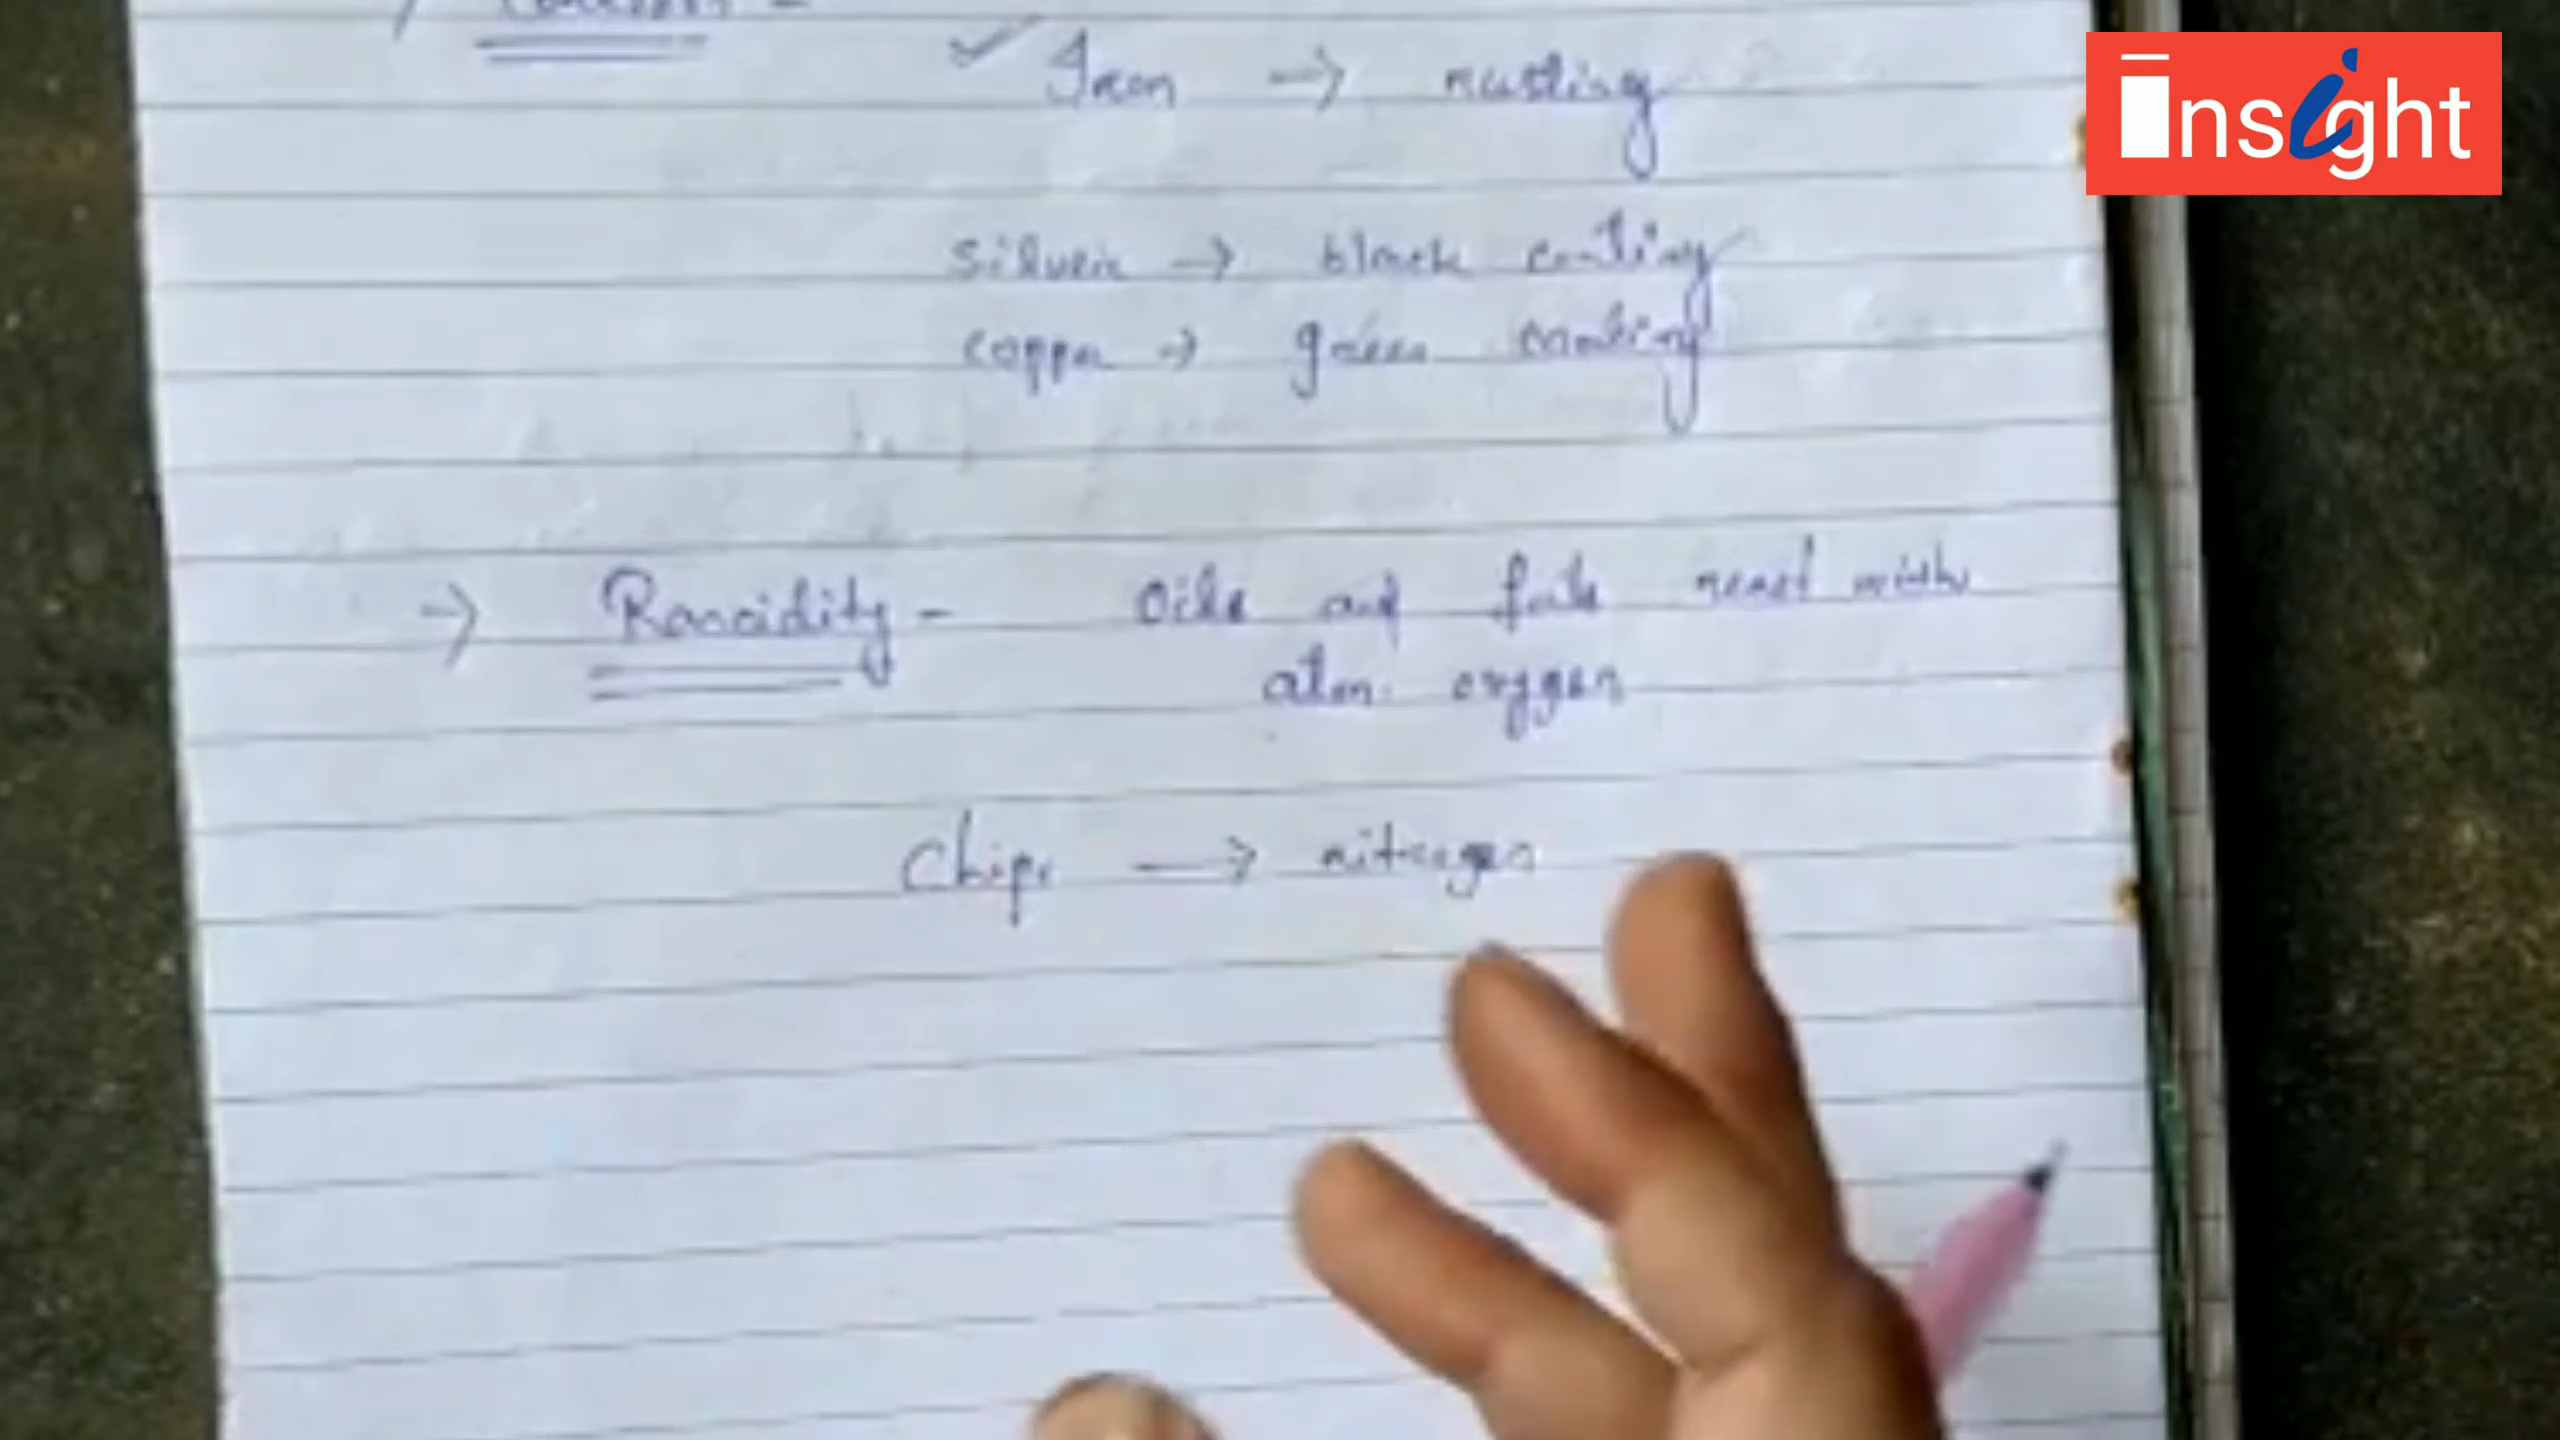 Corrosion -
✓ Iron → rusting
Insight
Silver → black coating
copper → green coating
→ Rancidity - Oils and fats react with
atm. oxygen
Chips → nitrogen